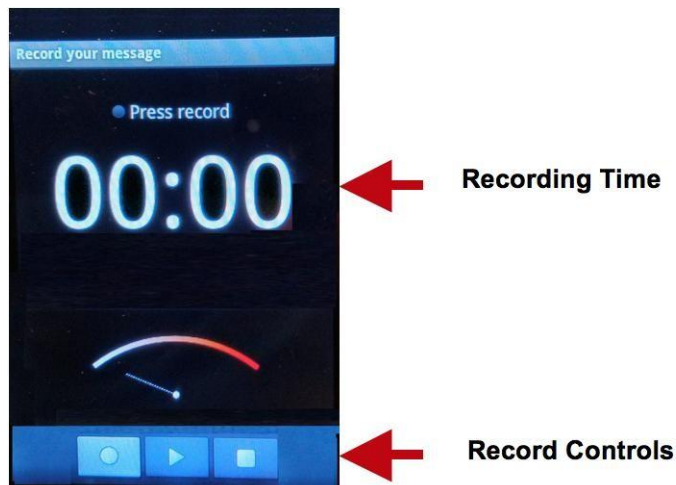 Record your message
Press record
00:00
Recording Time
Record Controls